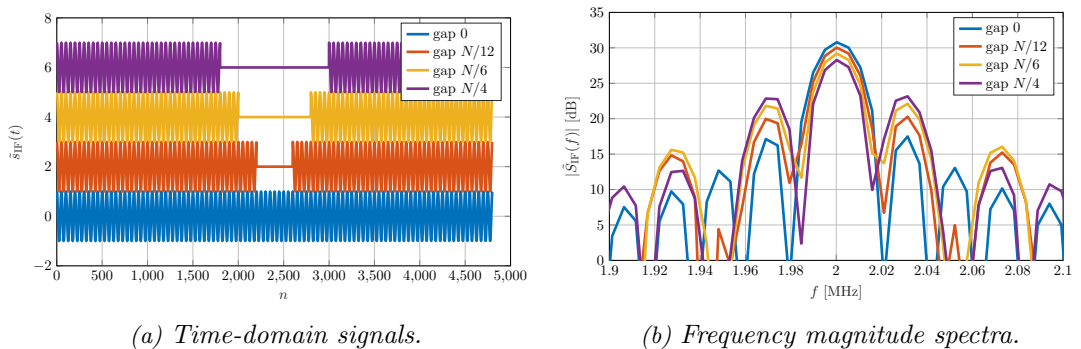 8
6
4
2
0
−2
s̃IF(t)
0
500
1,000
1,500
2,000
2,500
3,000
3,500
4,000
4,500
5,000
n
gap 0
gap N/12
gap N/6
gap N/4
(a) Time-domain signals.
35
30
25
20
15
10
5
0
|S̃IF(f)| [dB]
1.9
1.92
1.94
1.96
1.98
2
2.02
2.04
2.06
2.08
2.1
f [MHz]
gap 0
gap N/12
gap N/6
gap N/4
(b) Frequency magnitude spectra.